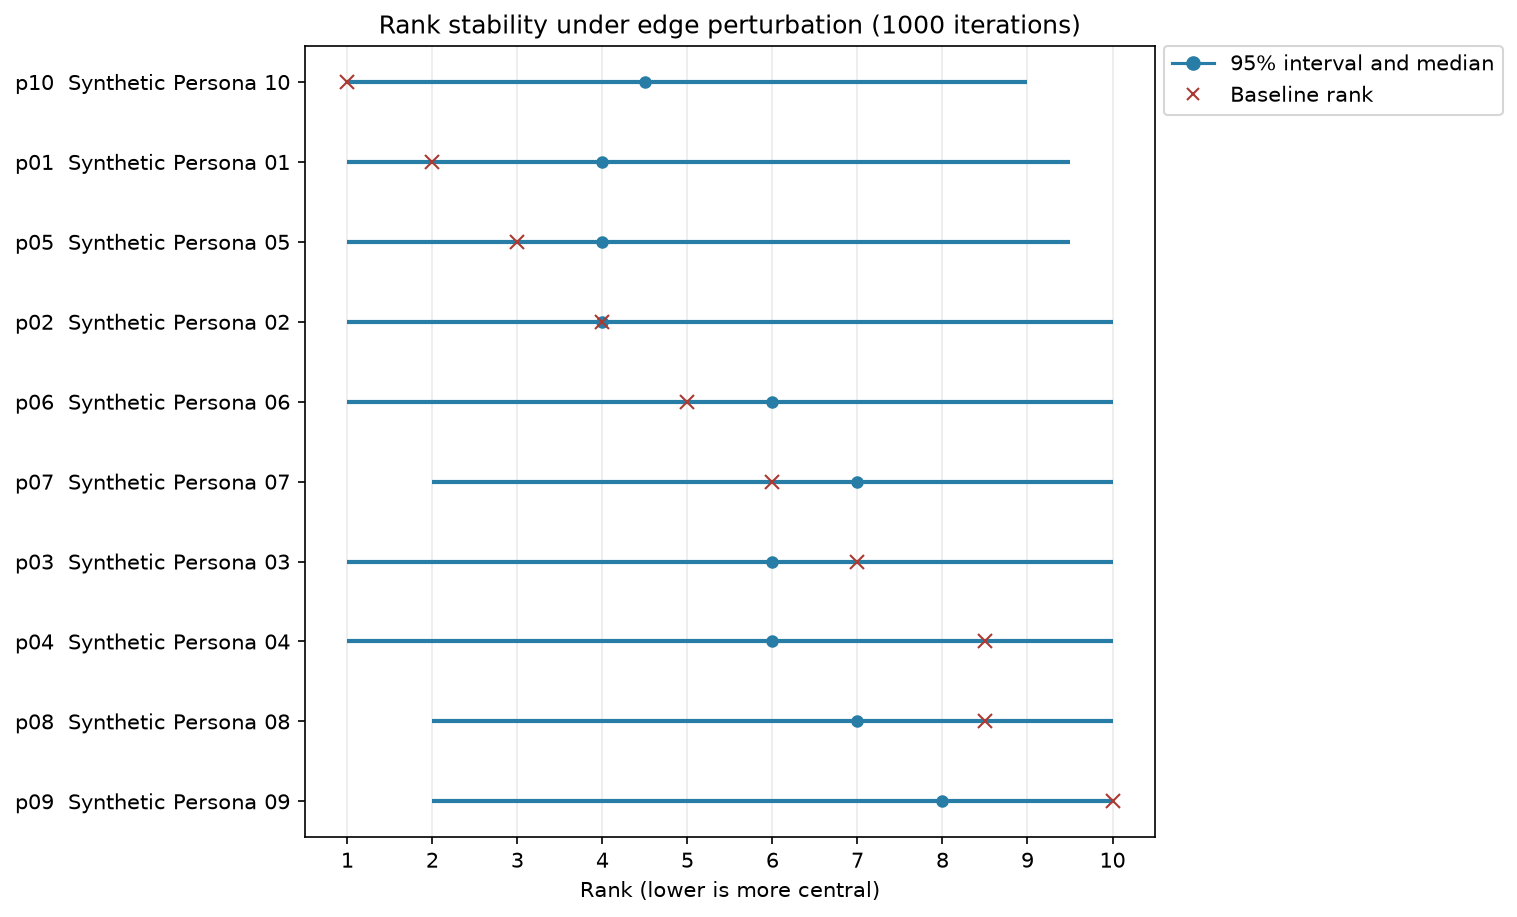 Rank stability under edge perturbation (1000 iterations)
95% interval and median
Baseline rank
p10 Synthetic Persona 10
p01 Synthetic Persona 01
p05 Synthetic Persona 05
p02 Synthetic Persona 02
p06 Synthetic Persona 06
p07 Synthetic Persona 07
p03 Synthetic Persona 03
p04 Synthetic Persona 04
p08 Synthetic Persona 08
p09 Synthetic Persona 09
1 2 3 4 5 6 7 8 9 10
Rank (lower is more central)